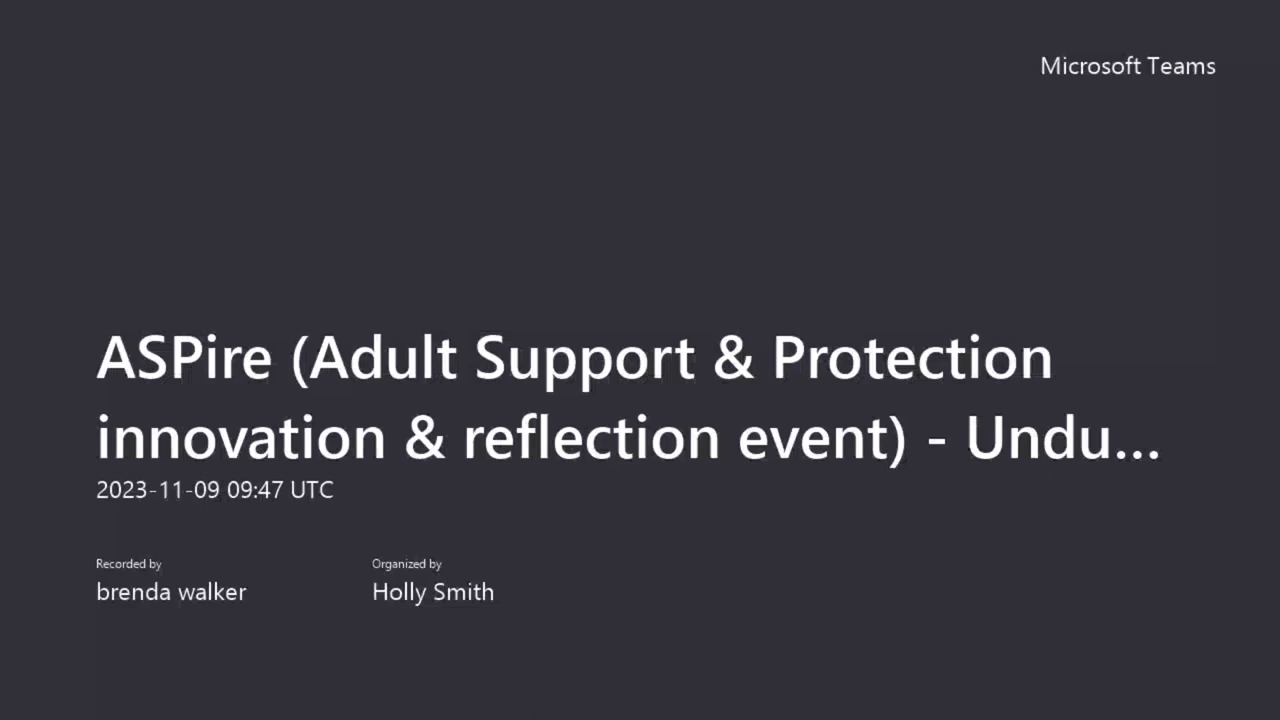 Microsoft Teams
ASPire (Adult Support & Protection
innovation & reflection event) - Undu...
2023-11-09 09:47 UTC
Recorded by
brenda walker
Organized by
Holly Smith